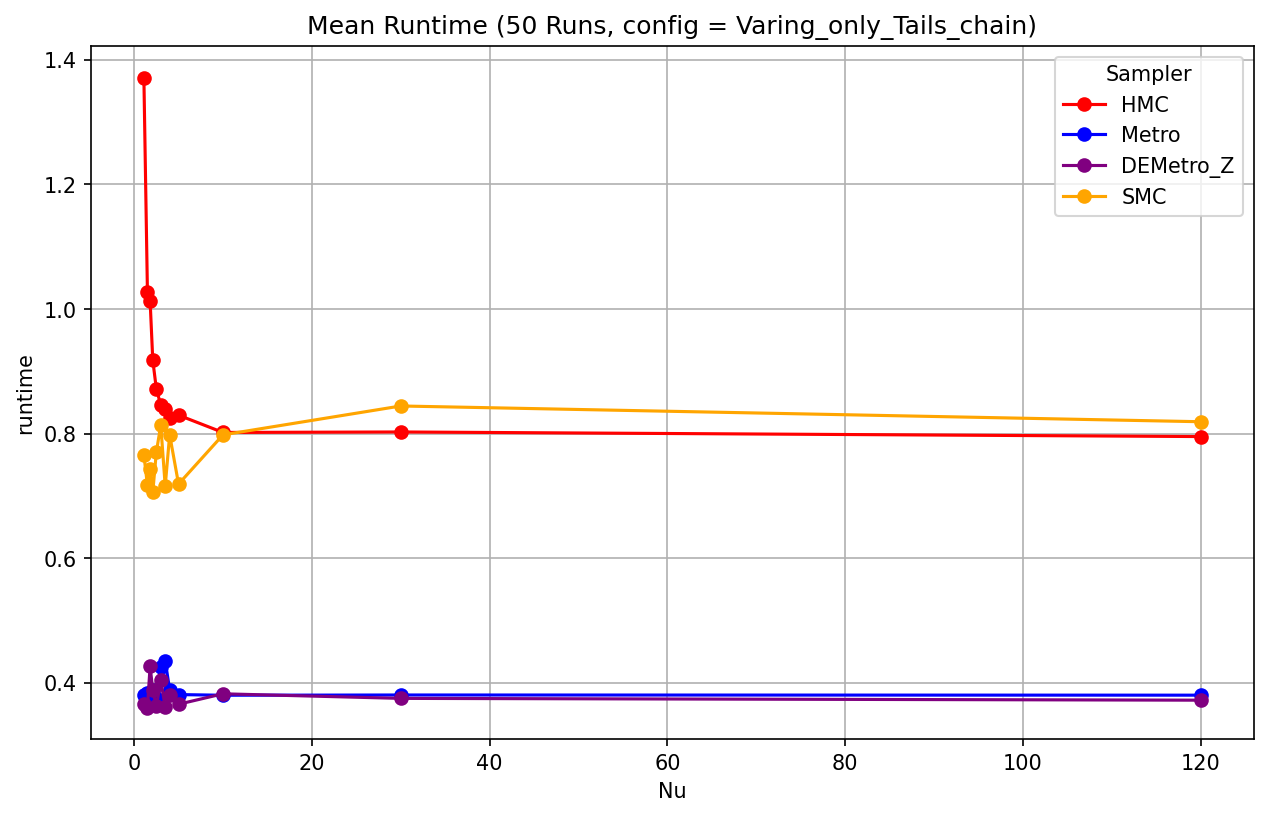 Mean Runtime (50 Runs, config = Varing_only_Tails_chain)
Sampler
HMC
Metro
DEMetro_Z
SMC
runtime
1.4
1.2
1.0
0.8
0.6
0.4
0
20
40
60
80
100
120
Nu